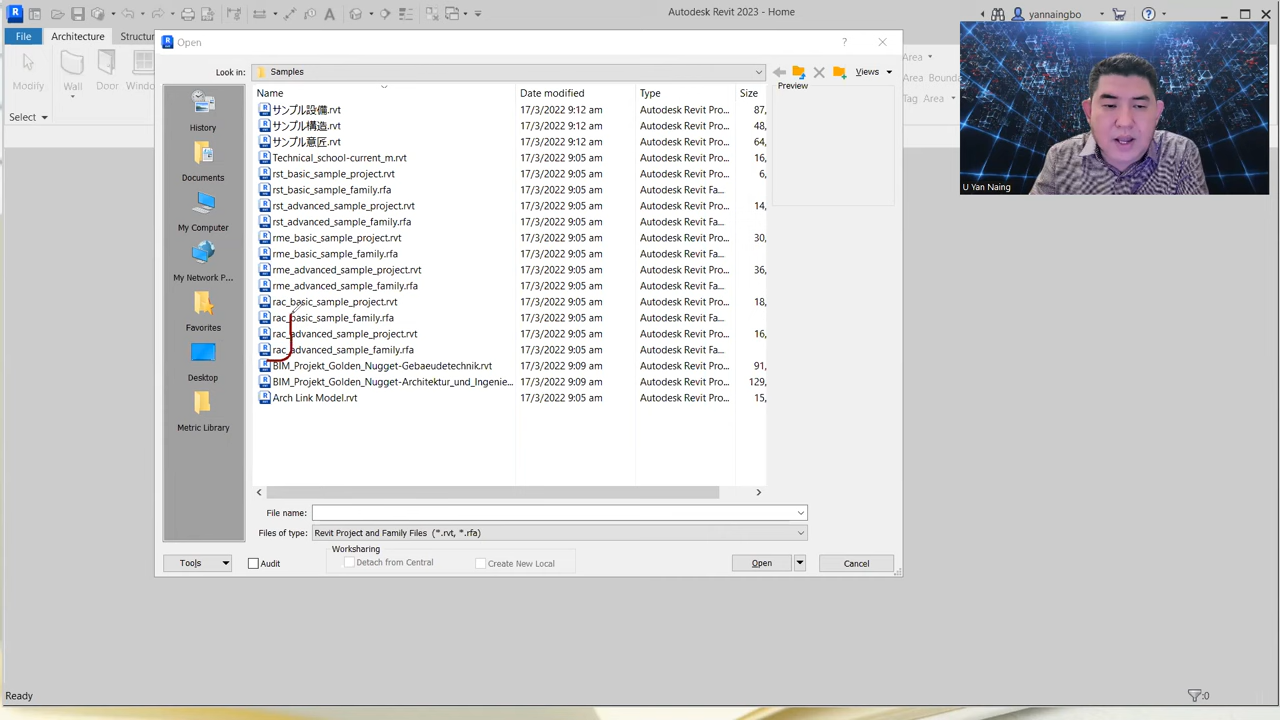 Autodesk Revit 2023 - Home
yannaingbo
File
Architecture
Structur
Wall
Door
Window
Select
Area
Area Bound
Tag Area
Open
Look in:
Samples
Views
Name
Date modified
Type
Size
Preview
サンプル設備.rvt 17/3/2022 9:12 am Autodesk Revit Pro... 87,
サンプル構造.rvt 17/3/2022 9:12 am Autodesk Revit Pro... 48,
サンプル意匠.rvt 17/3/2022 9:12 am Autodesk Revit Pro... 64,
Technical_school-current_m.rvt 17/3/2022 9:05 am Autodesk Revit Pro... 16,
rst_basic_sample_project.rvt 17/3/2022 9:05 am Autodesk Revit Pro... 6,
rst_basic_sample_family.rfa 17/3/2022 9:05 am Autodesk Revit Fa...
rst_advanced_sample_project.rvt 17/3/2022 9:05 am Autodesk Revit Pro... 14,
rst_advanced_sample_family.rfa 17/3/2022 9:05 am Autodesk Revit Fa...
rme_basic_sample_project.rvt 17/3/2022 9:05 am Autodesk Revit Pro... 30,
rme_basic_sample_family.rfa 17/3/2022 9:05 am Autodesk Revit Fa...
rme_advanced_sample_project.rvt 17/3/2022 9:05 am Autodesk Revit Pro... 36,
rme_advanced_sample_family.rfa 17/3/2022 9:05 am Autodesk Revit Fa...
rac_basic_sample_project.rvt 17/3/2022 9:05 am Autodesk Revit Pro... 18,
rac_basic_sample_family.rfa 17/3/2022 9:05 am Autodesk Revit Fa...
rac_advanced_sample_project.rvt 17/3/2022 9:05 am Autodesk Revit Pro... 16,
rac_advanced_sample_family.rfa 17/3/2022 9:05 am Autodesk Revit Fa...
BIM_Projekt_Golden_Nugget-Gebaeudetechnik.rvt 17/3/2022 9:09 am Autodesk Revit Pro... 91,
BIM_Projekt_Golden_Nugget-Architektur_und_Ingenie... 17/3/2022 9:09 am Autodesk Revit Pro... 129,
Arch Link Model.rvt 17/3/2022 9:05 am Autodesk Revit Pro... 15,
History
Documents
My Computer
My Network P...
Favorites
Desktop
Metric Library
File name:
Files of type:
Revit Project and Family Files (*.rvt, *.rfa)
Worksharing
Tools
Audit
Detach from Central
Create New Local
Open
Cancel
U Yan Naing
Ready
:0